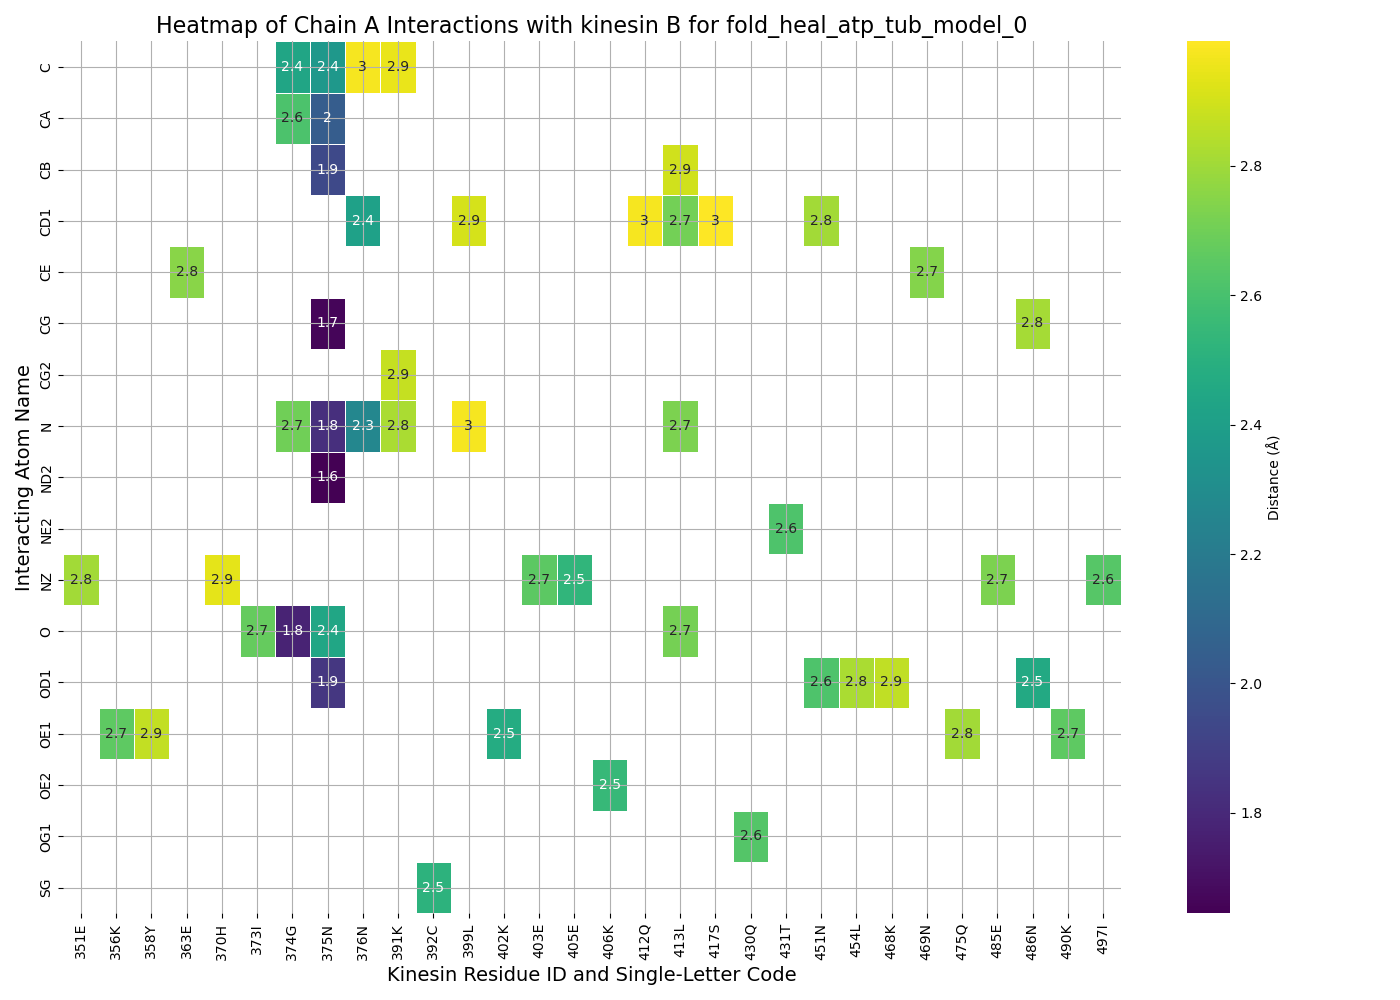 Heatmap of Chain A Interactions with kinesin B for fold_heal_atp_tub_model_0
Interacting Atom Name
C 2.4 2.4 3 2.9
CA 2.6 2
CB 1.9 2.9
CD1 2.4 2.9 3 2.7 3 2.8
CE 2.8 2.7
CG 1.7 2.8
CG2 2.9
N 2.7 1.8 2.3 2.8 3 2.7
ND2 1.6
NE2 2.6
NZ 2.8 2.9 2.7 2.5 2.7 2.6
O 2.7 1.8 2.4 2.7
OD1 1.9 2.6 2.8 2.9 2.5
OE1 2.7 2.9 2.5 2.8 2.7
OE2 2.5
OG1 2.6
SG 2.5
351E 356K 358Y 363E 370H 373I 374G 375N 376N 391K 392C 399L 402K 403E 405E 406K 412Q 413L 417S 430Q 431T 451N 454L 468K 469N 475Q 485E 486N 490K 497I
Kinesin Residue ID and Single-Letter Code
2.8
2.6
2.4
2.2
2.0
1.8
Distance (Å)